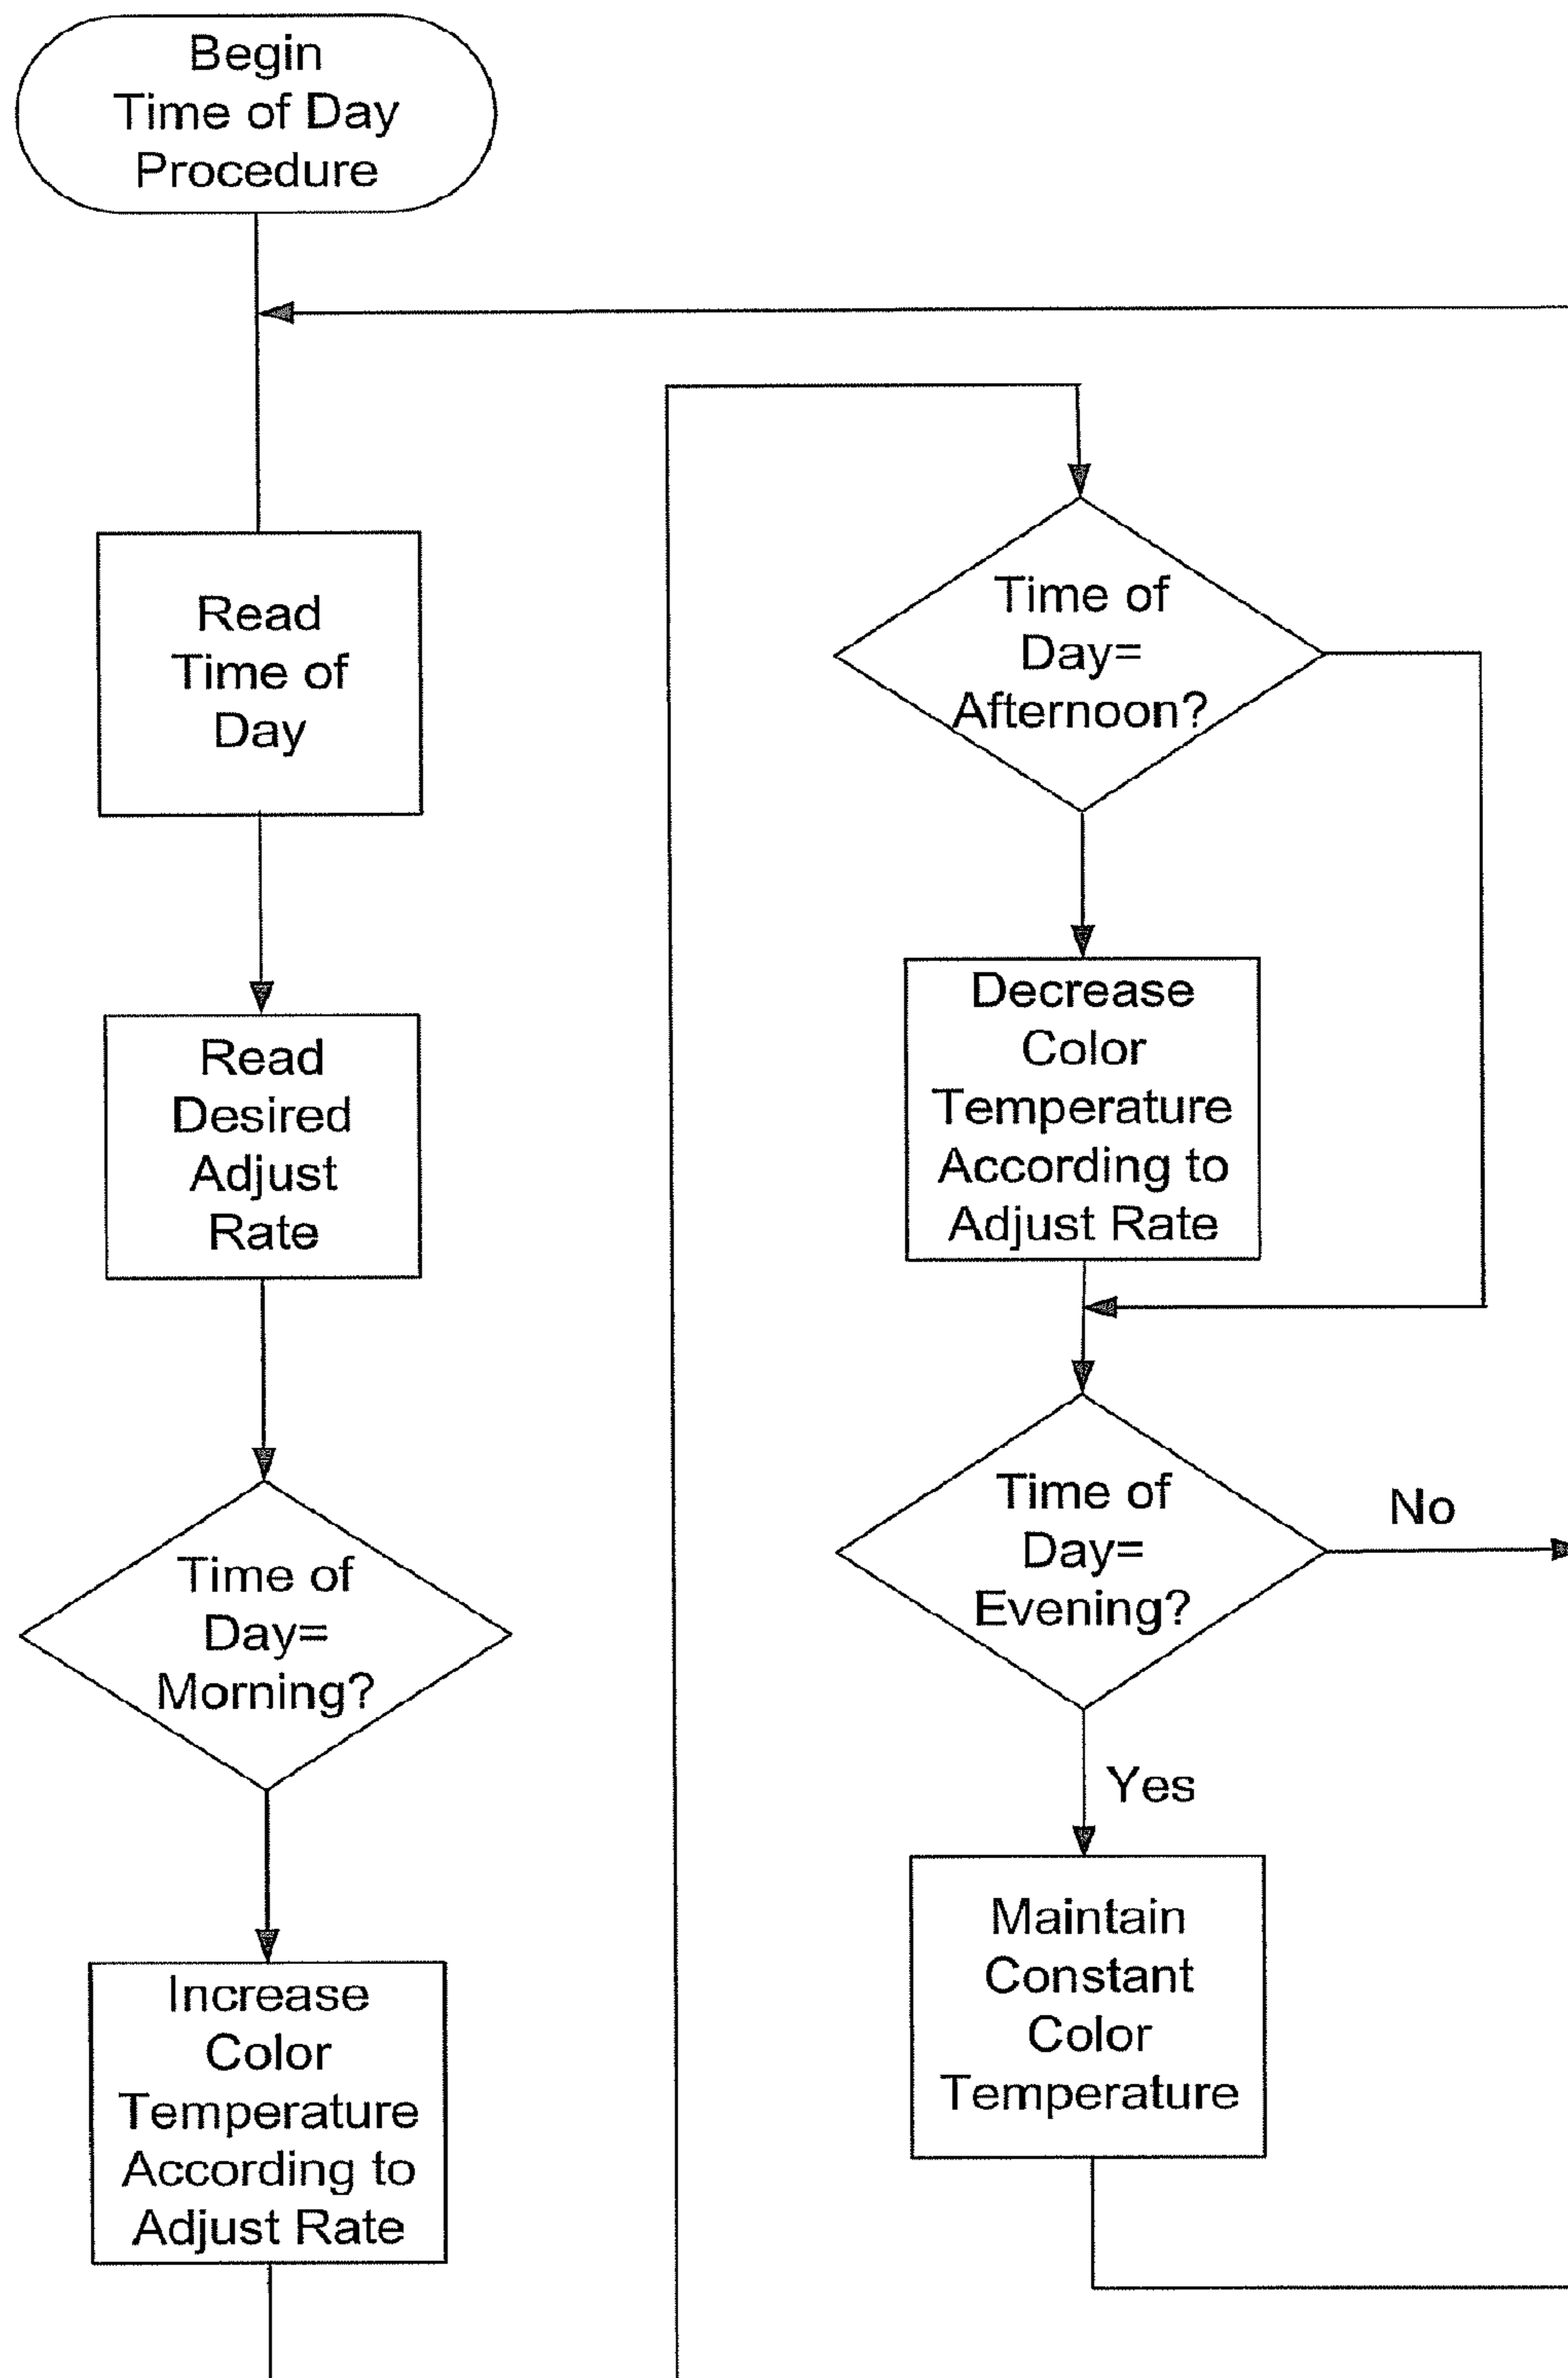 Begin
Time of Day
Procedure
Read
Time of
Day
Read
Desired
Adjust
Rate
Time of
Day=
Morning?
Increase
Color
Temperature
According to
Adjust Rate
Time of
Day=
Afternoon?
Decrease
Color
Temperature
According to
Adjust Rate
Time of
Day=
Evening?
No
Yes
Maintain
Constant
Color
Temperature